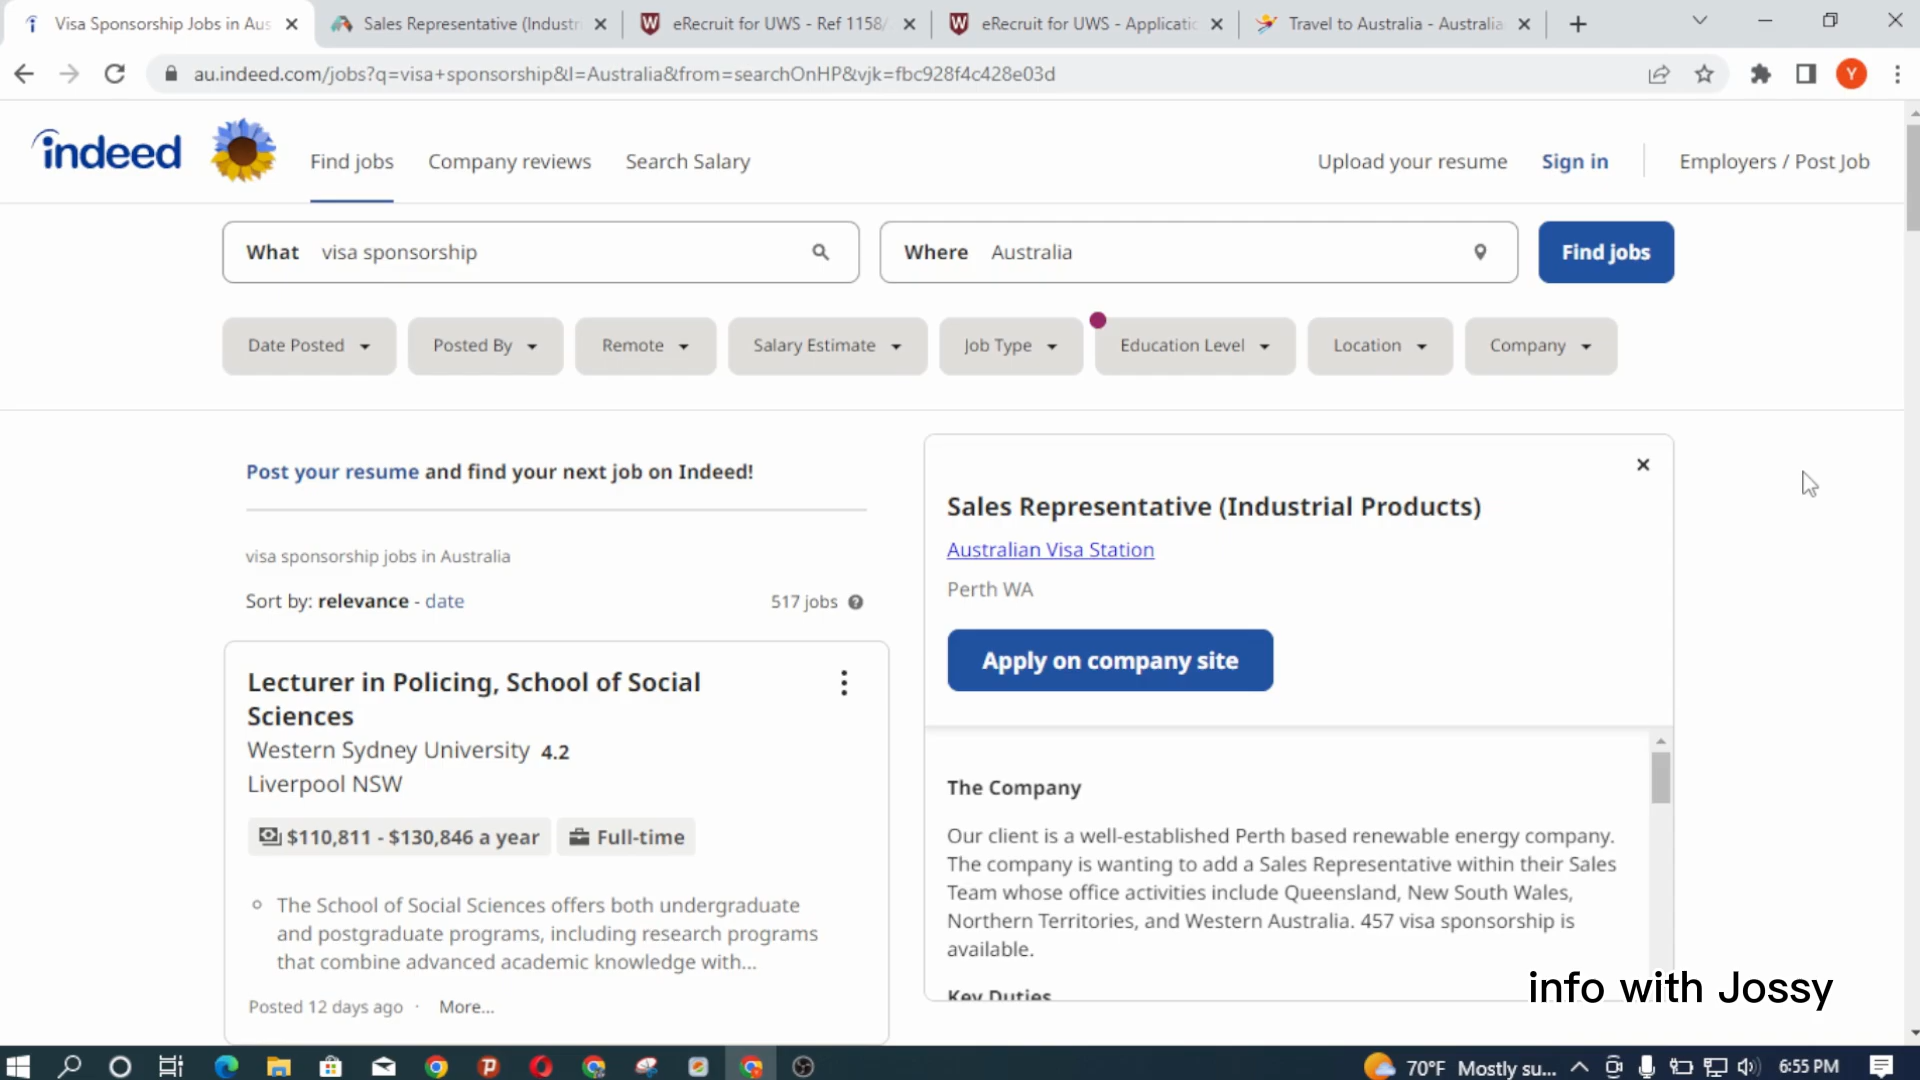 Visa Sponsorship Jobs in Aus
Sales Representative (Industr
eRecruit for UWS - Ref 1158/
eRecruit for UWS - Applicatio
Travel to Australia - Australia
au.indeed.com/jobs?q=visa+sponsorship&l=Australia&from=searchOnHP&vjk=fbc928f4c428e03d
Y
indeed
Find jobs
Company reviews
Search Salary
Upload your resume
Sign in
Employers / Post Job
What visa sponsorship
Where Australia
Find jobs
Date Posted
Posted By
Remote
Salary Estimate
Job Type
Education Level
Location
Company
Post your resume and find your next job on Indeed!
visa sponsorship jobs in Australia
Sort by: relevance - date
517 jobs
Lecturer in Policing, School of Social
Sciences
Western Sydney University 4.2
Liverpool NSW
$110,811 - $130,846 a year
Full-time
The School of Social Sciences offers both undergraduate
and postgraduate programs, including research programs
that combine advanced academic knowledge with...
Posted 12 days ago · More...
Sales Representative (Industrial Products)
Australian Visa Station
Perth WA
Apply on company site
The Company
Our client is a well-established Perth based renewable energy company.
The company is wanting to add a Sales Representative within their Sales
Team whose office activities include Queensland, New South Wales,
Northern Territories, and Western Australia. 457 visa sponsorship is
available.
Key Duties
info with Jossy
70°F Mostly su...
6:55 PM